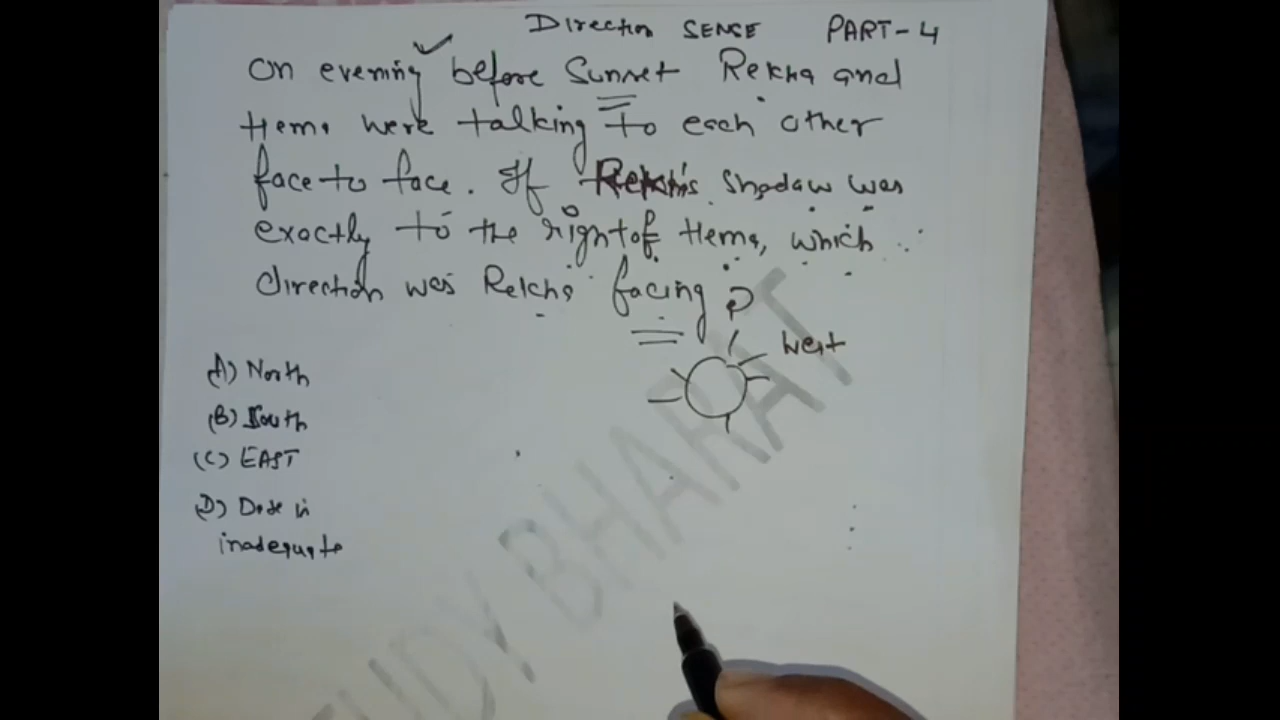 Direction SENSE PART-4
On evening before Sunset Rekha and
Hema were talking to each other
face to face. If Rekha's Shadow was
exactly to the right of Hema, which
direction was Rekha facing ?
West
(A) North
(B) South
(C) EAST
(D) Data is
inadequate
STUDY BHARAT